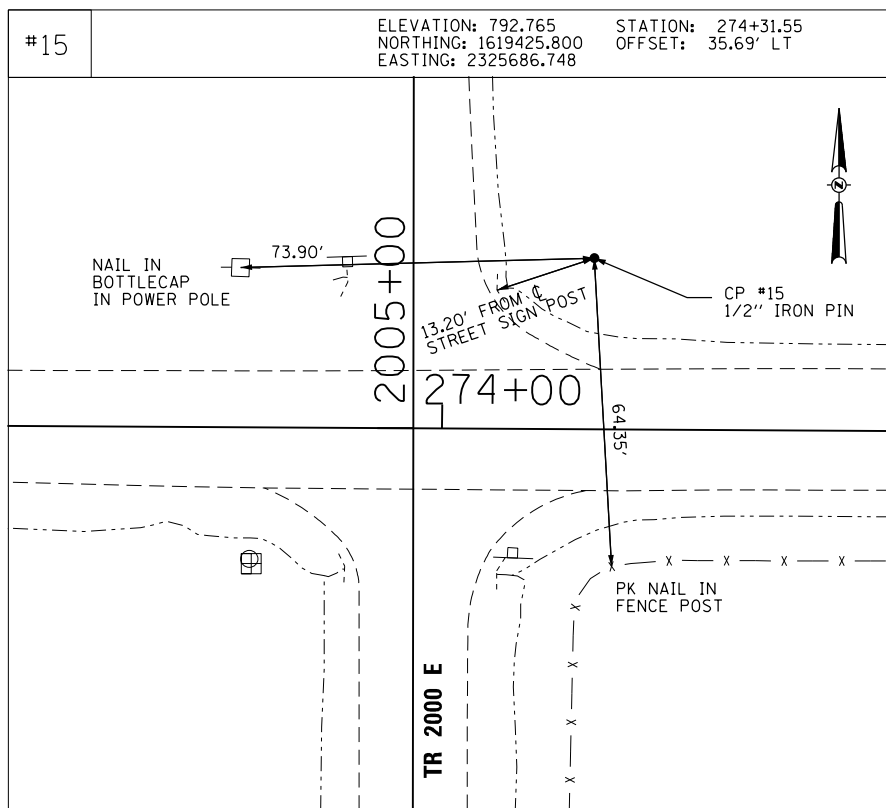 #15
ELEVATION: 792.765
NORTHING: 1619425.800
EASTING: 2325686.748
STATION: 274+31.55
OFFSET: 35.69' LT
N
73.90'
NAIL IN
BOTTLECAP
IN POWER POLE
2005+00
13.20' FROM ℄
STREET SIGN POST
CP #15
1/2" IRON PIN
274+00
64.35'
X X X X
X
PK NAIL IN
FENCE POST
X
X
X
X
TR 2000 E